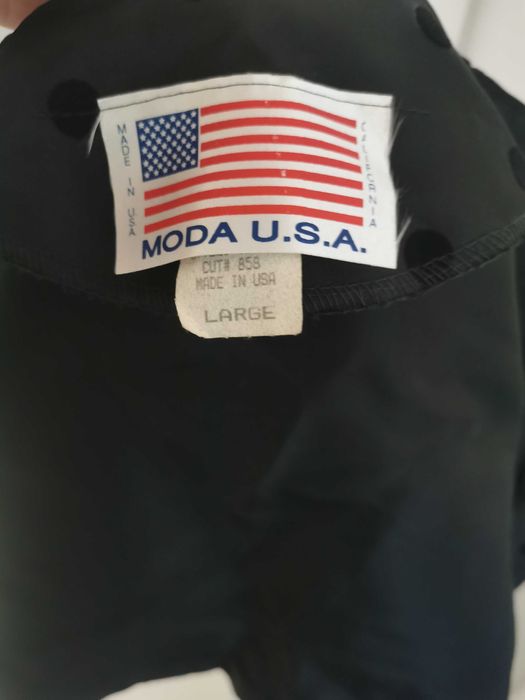 MADE IN USA
CALIFORNIA
MODA U.S.A.
CUT# 858
MADE IN USA
LARGE